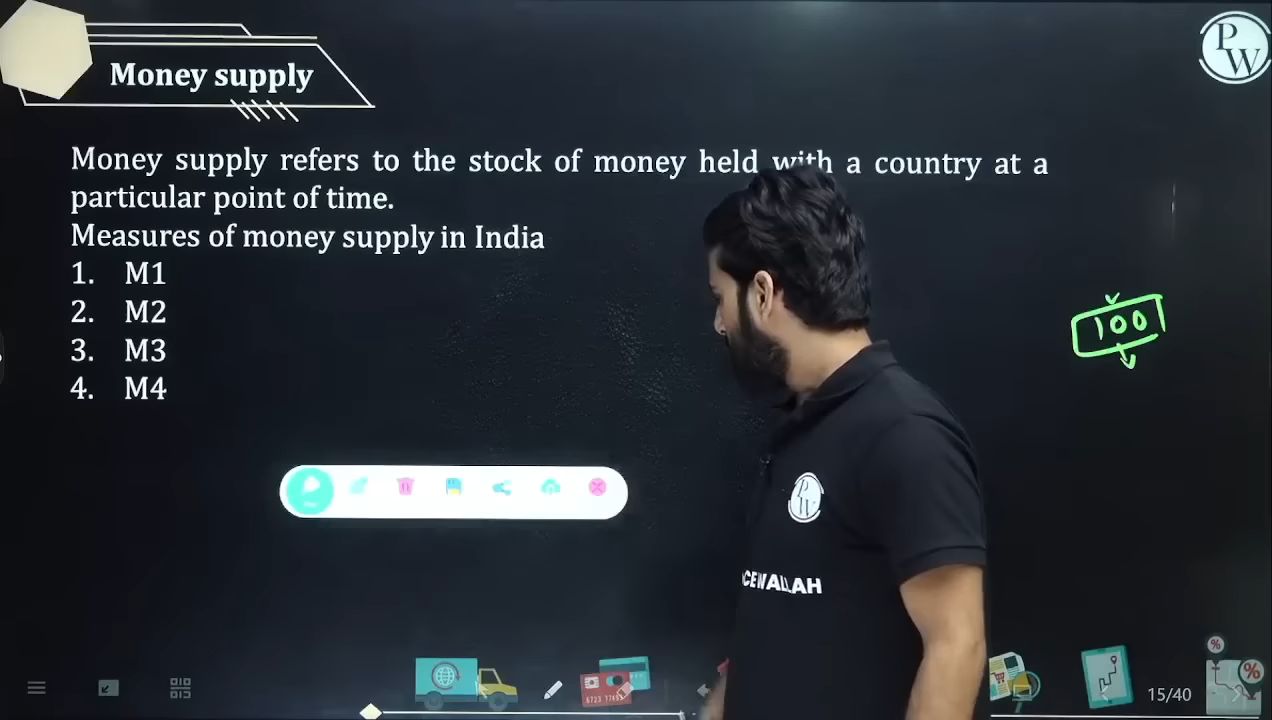 Money supply
P
W
Money supply refers to the stock of money held with a country at a
particular point of time.
Measures of money supply in India
1. M1
2. M2
3. M3
4. M4
100
PW
CEWALLAH
%
%
15/40